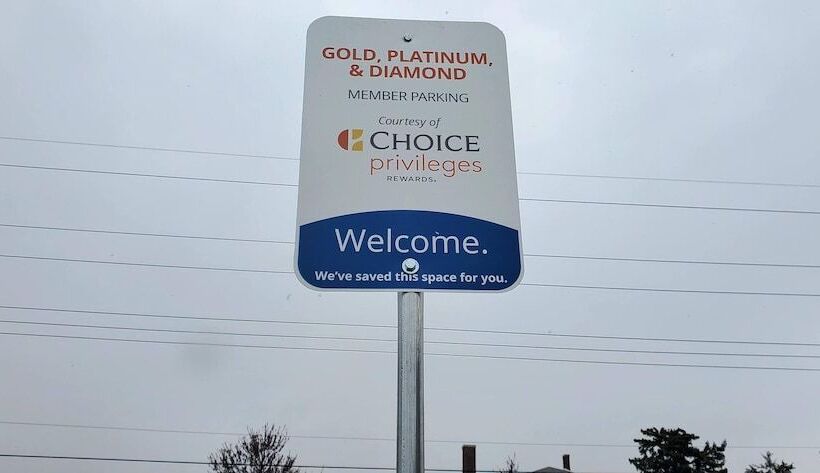 GOLD, PLATINUM,
& DIAMOND
MEMBER PARKING
Courtesy of
CHOICE
privileges
REWARDS.
Welcome.
We've saved this space for you.